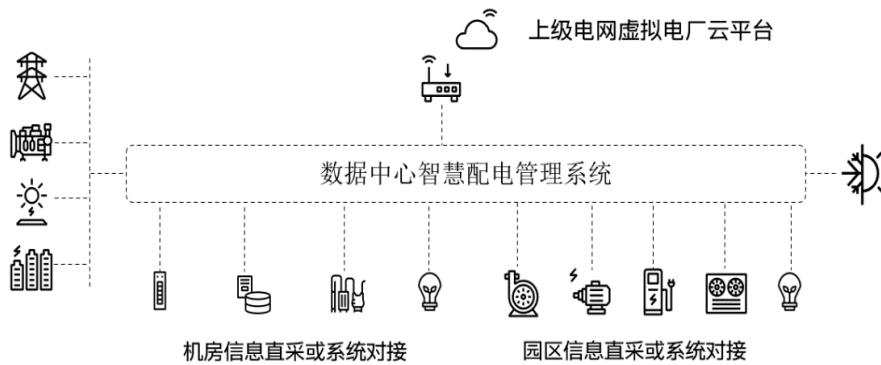 上级电网虚拟电厂云平台
数据中心智慧配电管理系统
机房信息直采或系统对接
园区信息直采或系统对接